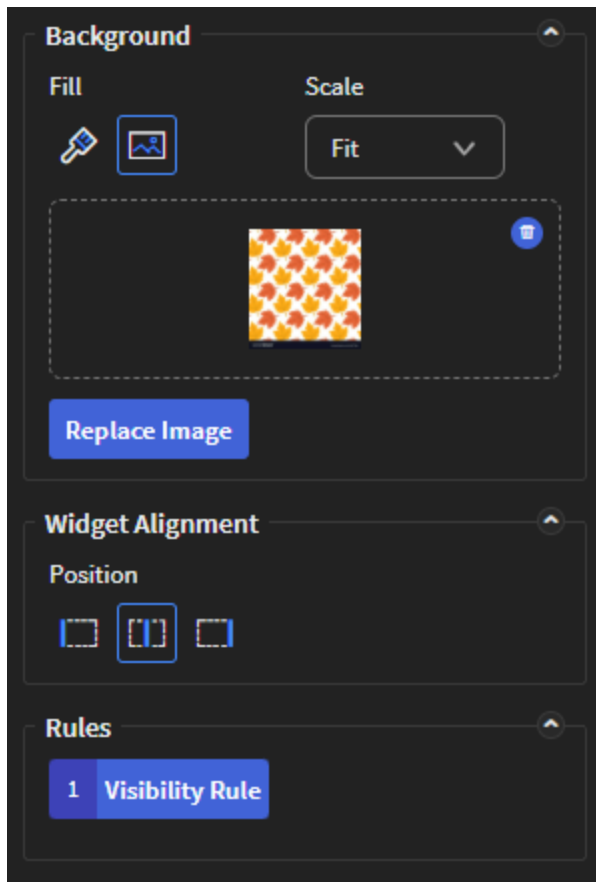 Background
Fill
Scale
Fit
Replace Image
Widget Alignment
Position
Rules
1 Visibility Rule